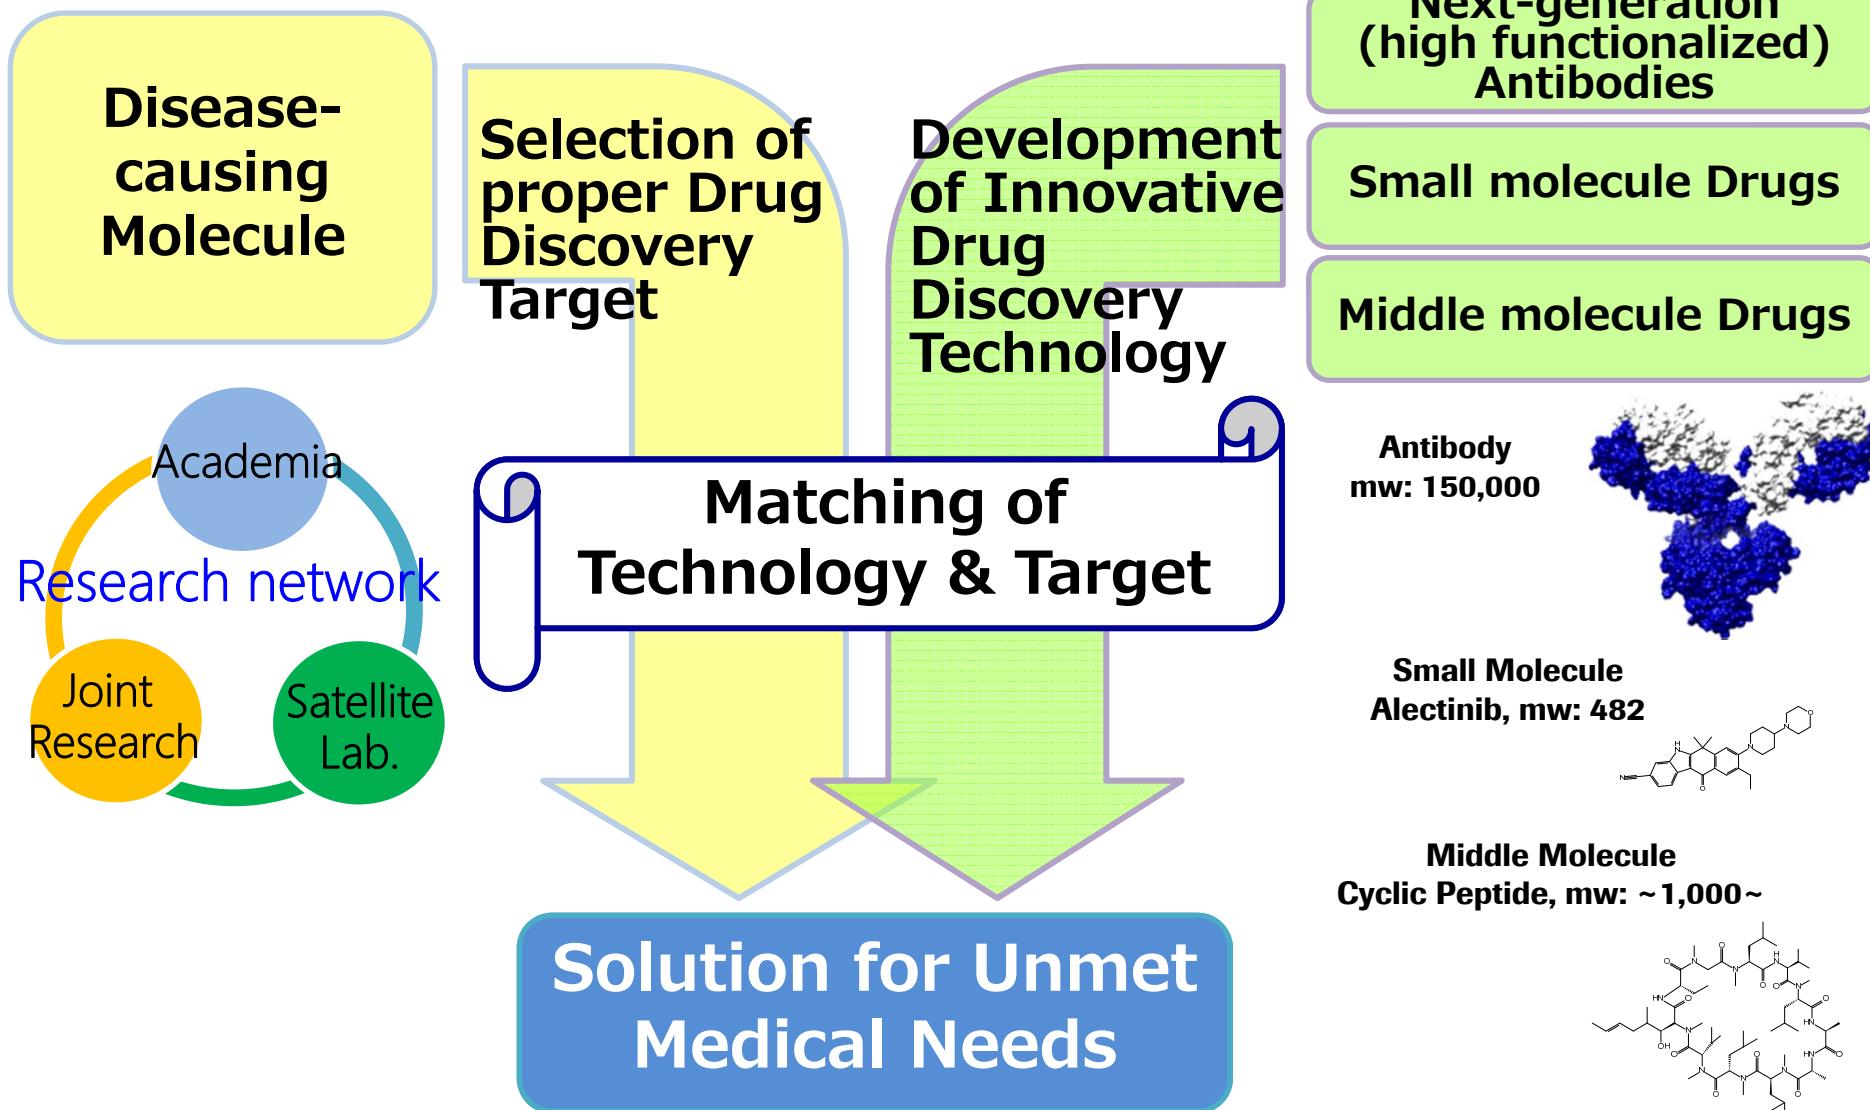 Disease-
causing
Molecule
Selection of
proper Drug
Discovery
Target
Development
of Innovative
Drug
Discovery
Technology
Next-generation
(high functionalized)
Antibodies
Small molecule Drugs
Middle molecule Drugs
Academia
Research network
Joint
Research
Satellite
Lab.
Matching of
Technology & Target
Antibody
mw: 150,000
Small Molecule
Alectinib, mw: 482
Middle Molecule
Cyclic Peptide, mw: ~1,000~
Solution for Unmet
Medical Needs